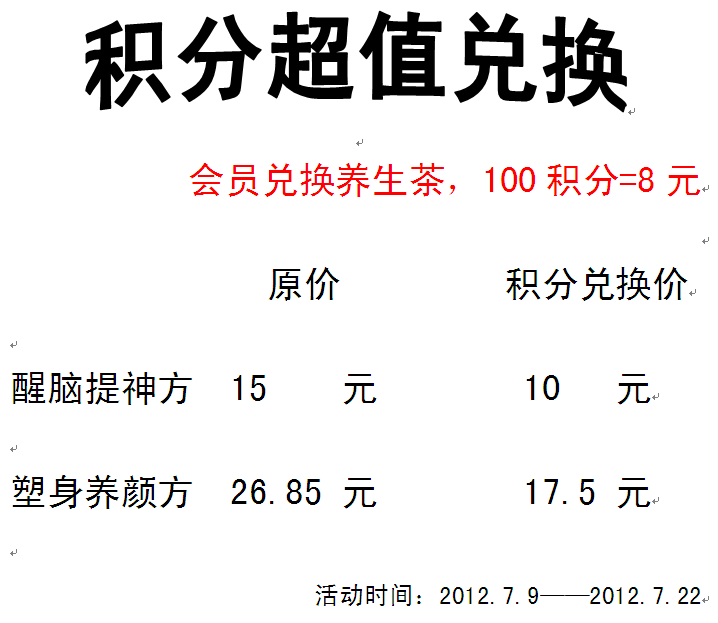 积分超值兑换
会员兑换养生茶，100 积分=8 元
原价 积分兑换价
醒脑提神方 15 元 10 元
塑身养颜方 26.85 元 17.5 元
活动时间：2012.7.9——2012.7.22